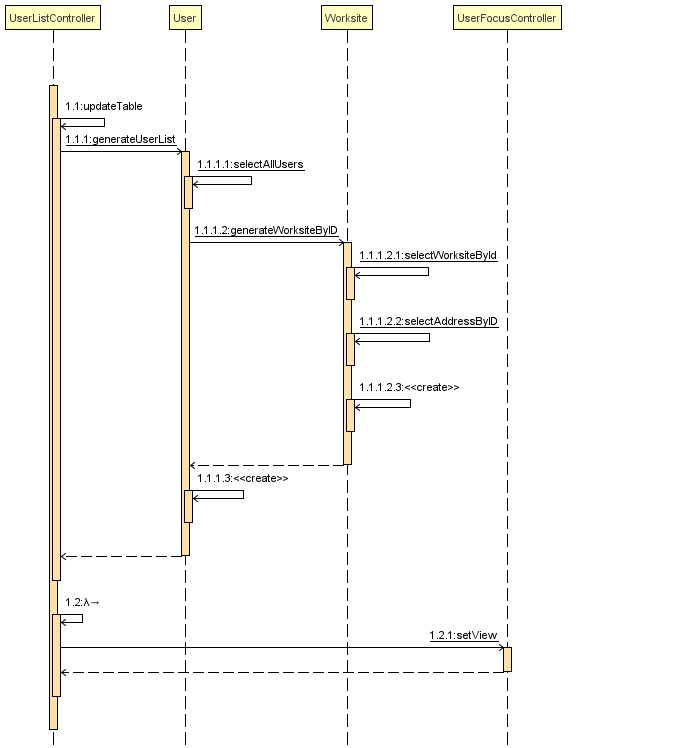 UserListController
User
Worksite
UserFocusController
1.1:updateTable
1.1.1:generateUserList
1.1.1.1:selectAllUsers
1.1.1.2:generateWorksiteByID
1.1.1.2.1:selectWorksiteById
1.1.1.2.2:selectAddressByID
1.1.1.2.3:<<create>>
1.1.1.3:<<create>>
1.2:λ→
1.2.1:setView